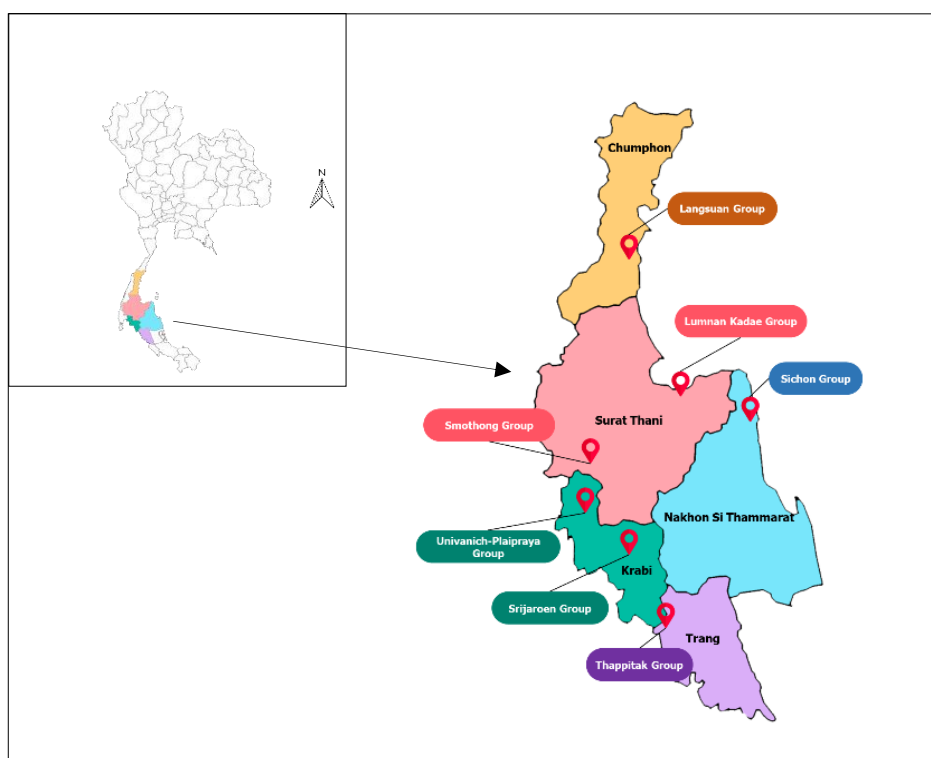 N
Chumphon
Langsuan Group
Lumnan Kadae Group
Sichon Group
Smothong Group
Surat Thani
Nakhon Si Thammarat
Univanich-Plaipraya
Group
Krabi
Srijaroen Group
Trang
Thappitak Group